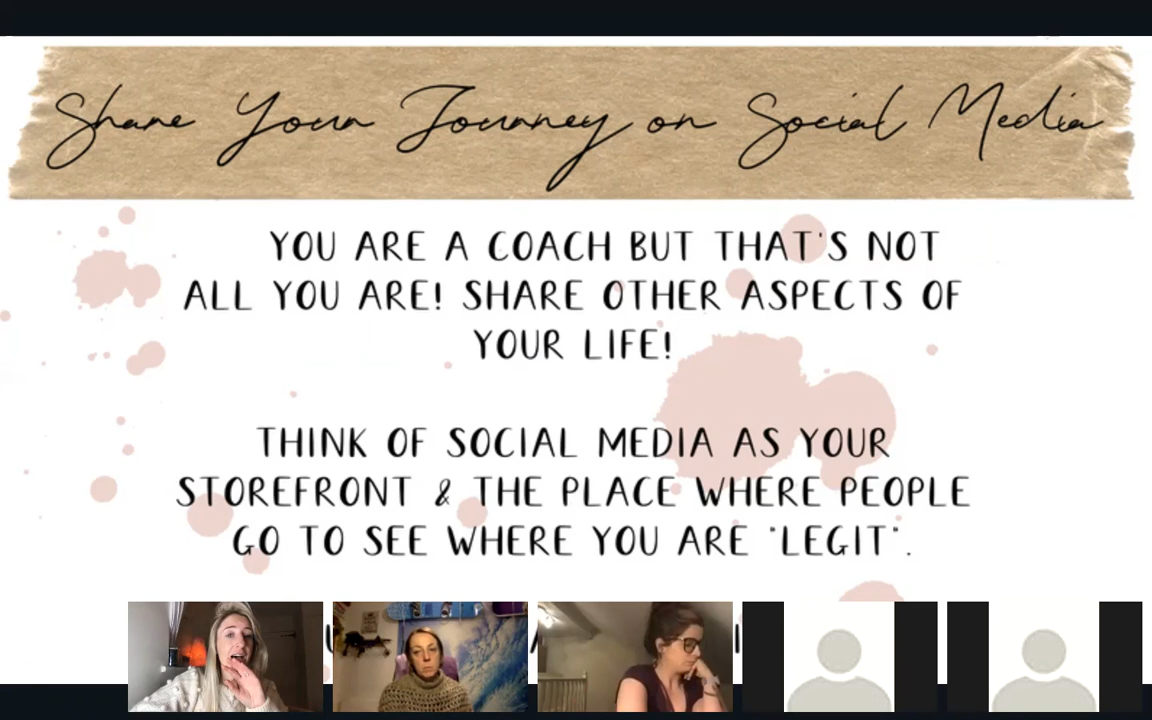 Share Your Journey on Social Media
YOU ARE A COACH BUT THAT'S NOT
ALL YOU ARE! SHARE OTHER ASPECTS OF
YOUR LIFE!
THINK OF SOCIAL MEDIA AS YOUR
STOREFRONT & THE PLACE WHERE PEOPLE
GO TO SEE WHERE YOU ARE "LEGIT".